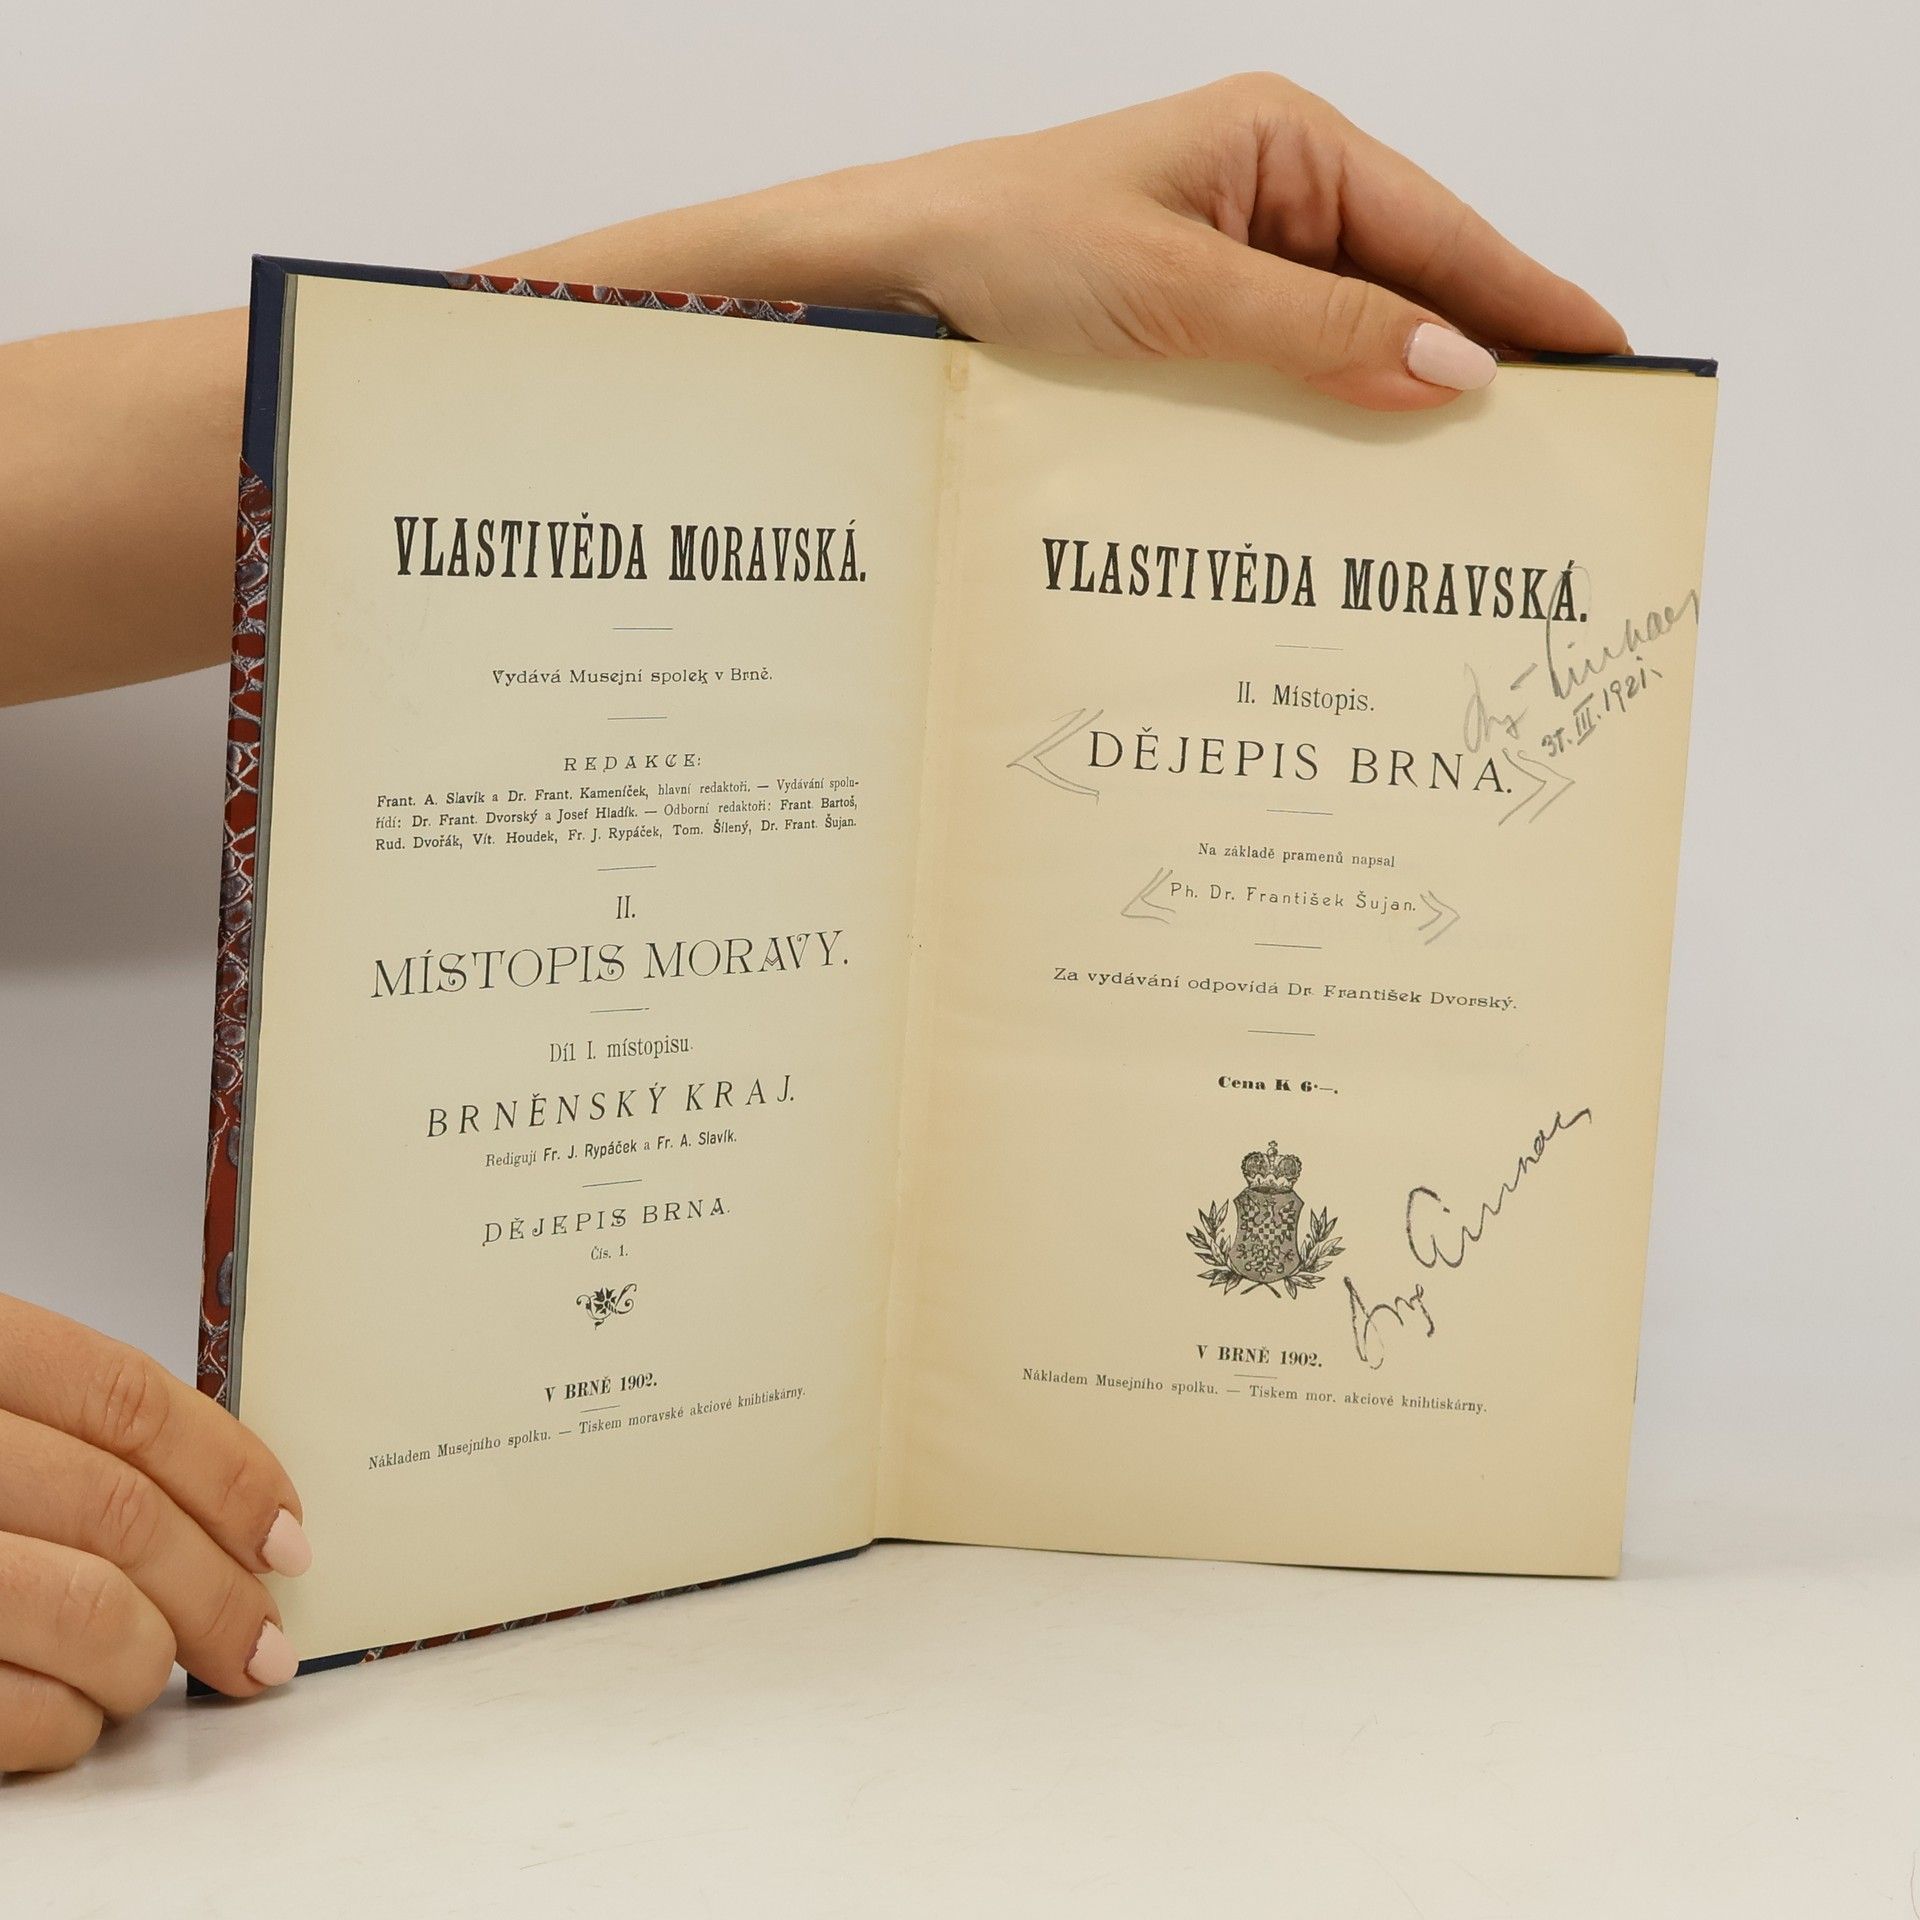 VLASTIVĚDA MORAVSKÁ.
Vydává Musejní spolek v Brně.
REDAKCE:
Frant. A. Slavík a Dr. Frant. Kameníček, hlavní redaktoři. — Vydávání spolu-
řídí: Dr. Frant. Dvorský a Josef Hladík. — Odborní redaktoři: Frant. Bartoš,
Rud. Dvořák, Vít. Houdek, Fr. J. Rypáček, Tom. Šílený, Dr. Frant. Šujan.
II.
MÍSTOPIS MORAVY.
Díl I. místopisu.
BRNĚNSKÝ KRAJ.
Redigují Fr. J. Rypáček a Fr. A. Slavík.
DĚJEPIS BRNA.
Čís. 1.
V BRNĚ 1902.
Nákladem Musejního spolku. — Tiskem moravské akciové knihtiskárny.
VLASTIVĚDA MORAVSKÁ.
II. Místopis.
31. III. 1921.
DĚJEPIS BRNA.
Na základě pramenů napsal
Ph. Dr. František Šujan.
Za vydávání odpovídá Dr. František Dvorský.
Cena K 6·—.
V BRNĚ 1902.
Nákladem Musejního spolku. — Tiskem mor. akciové knihtiskárny.